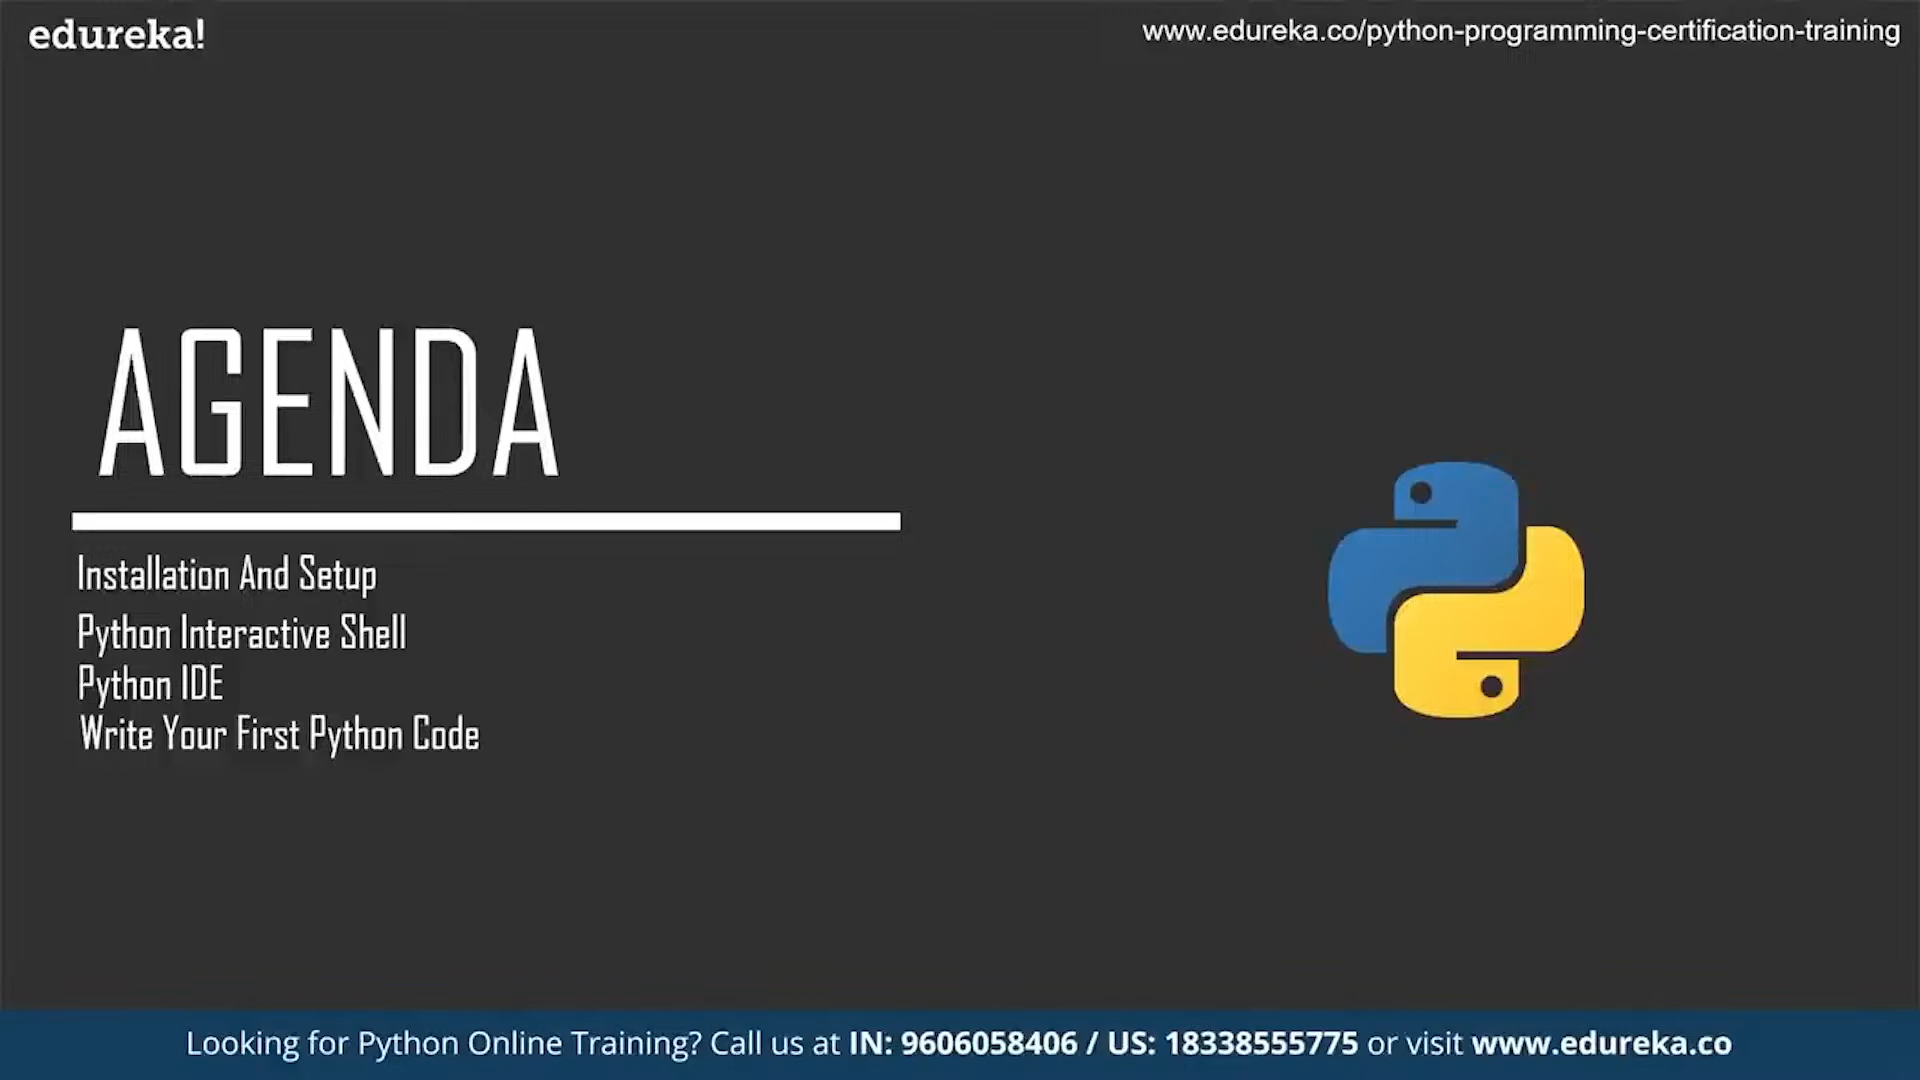 edureka!
www.edureka.co/python-programming-certification-training
AGENDA
Installation And Setup
Python Interactive Shell
Python IDE
Write Your First Python Code
Looking for Python Online Training? Call us at IN: 9606058406 / US: 18338555775 or visit www.edureka.co